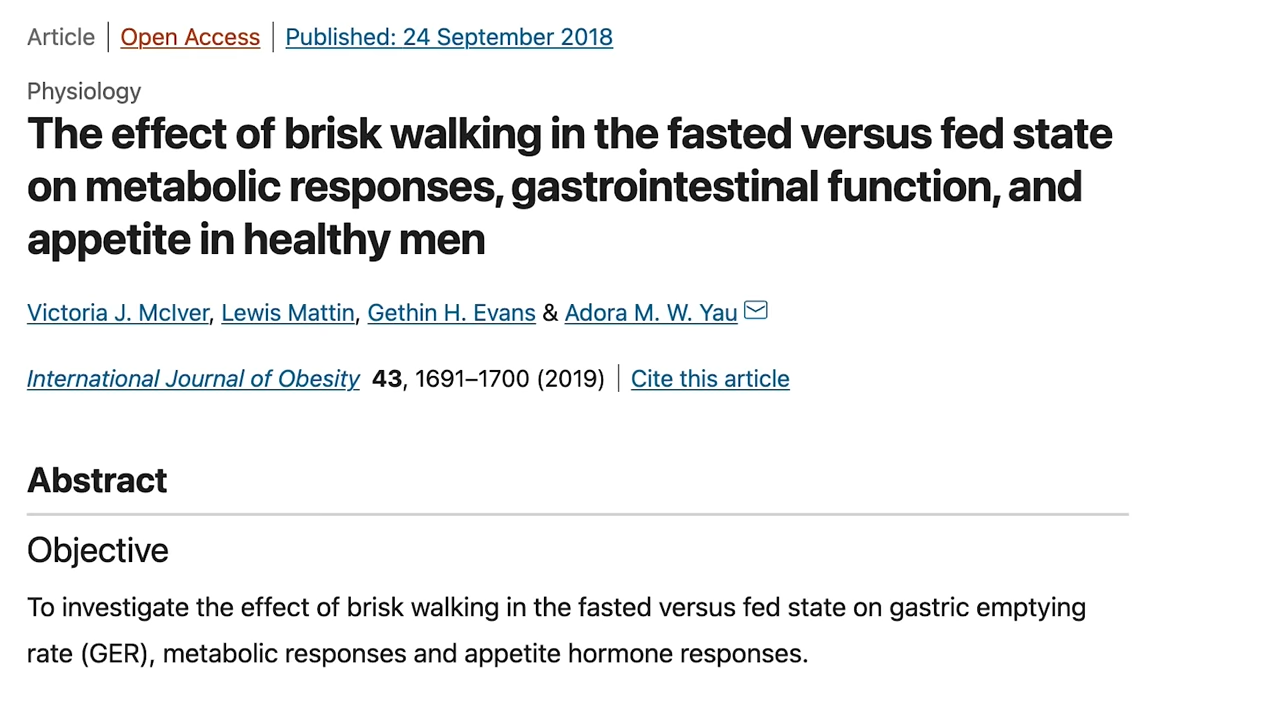 Article | Open Access | Published: 24 September 2018
Physiology
The effect of brisk walking in the fasted versus fed state
on metabolic responses, gastrointestinal function, and
appetite in healthy men
Victoria J. McIver, Lewis Mattin, Gethin H. Evans & Adora M. W. Yau
International Journal of Obesity 43, 1691–1700 (2019) | Cite this article
Abstract
Objective
To investigate the effect of brisk walking in the fasted versus fed state on gastric emptying
rate (GER), metabolic responses and appetite hormone responses.